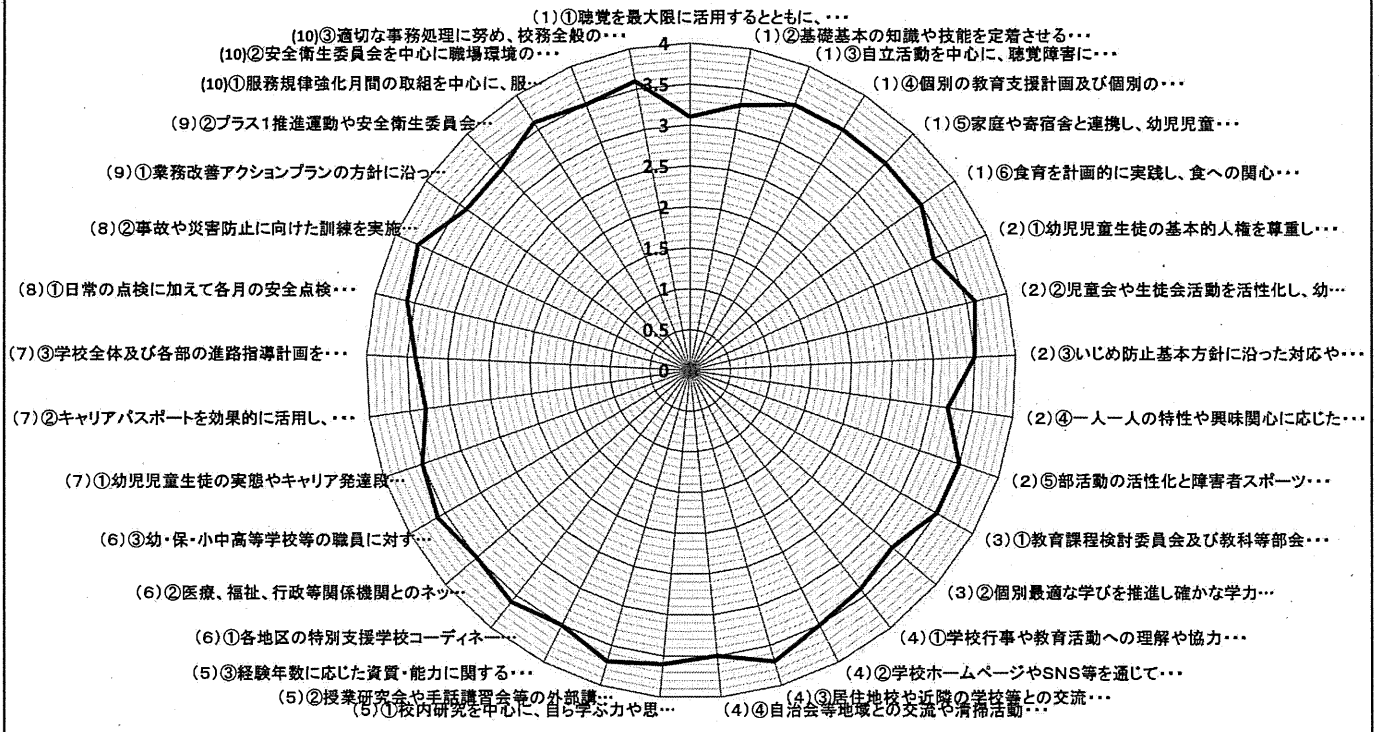 (1)①聴覚を最大限に活用するとともに、・・・
(1)②基礎基本の知識や技能を定着させる・・・
(1)③自立活動を中心に、聴覚障害に・・・
(1)④個別の教育支援計画及び個別の・・・
(1)⑤家庭や寄宿舎と連携し、幼児児童・・・
(1)⑥食育を計画的に実践し、食への関心・・・
(2)①幼児児童生徒の基本的人権を尊重し・・・
(2)②児童会や生徒会活動を活性化し、幼・・・
(2)③いじめ防止基本方針に沿った対応や・・・
(2)④一人一人の特性や興味関心に応じた・・・
(2)⑤部活動の活性化と障害者スポーツ・・・
(3)①教育課程検討委員会及び教科等部会・・・
(3)②個別最適な学びを推進し確かな学力・・・
(4)①学校行事や教育活動への理解や協力・・・
(4)②学校ホームページやSNS等を通じて・・・
(4)③居住地校や近隣の学校等との交流・・・
(4)④自治会等地域との交流や清掃活動・・・
(5)①校内研究を中心に、自ら学ぶ力や思・・・
(5)②授業研究会や手話講習会等の外部講・・・
(5)③経験年数に応じた資質・能力に関する・・・
(6)①各地区の特別支援学校コーディネー・・・
(6)②医療、福祉、行政等関係機関とのネッ・・・
(6)③幼・保・小中高等学校等の職員に対す・・・
(7)①幼児児童生徒の実態やキャリア発達段・・・
(7)②キャリアパスポートを効果的に活用し、・・・
(7)③学校全体及び各部の進路指導計画を・・・
(8)①日常の点検に加えて各月の安全点検・・・
(8)②事故や災害防止に向けた訓練を実施・・・
(9)①業務改善アクションプランの方針に沿っ・・・
(9)②プラス1推進運動や安全衛生委員会・・・
(10)①服務規律強化月間の取組を中心に、服・・・
(10)②安全衛生委員会を中心に職場環境の・・・
(10)③適切な事務処理に努め、校務全般の・・・
4
3.5
3
2.5
2
1.5
1
0.5
0